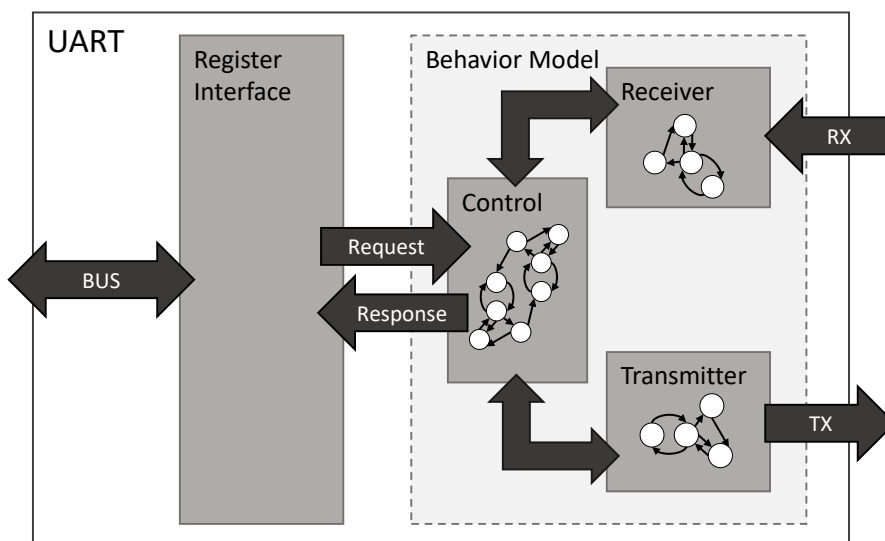 UART
Register
Interface
Behavior Model
Receiver
RX
Control
Request
BUS
Response
Transmitter
TX